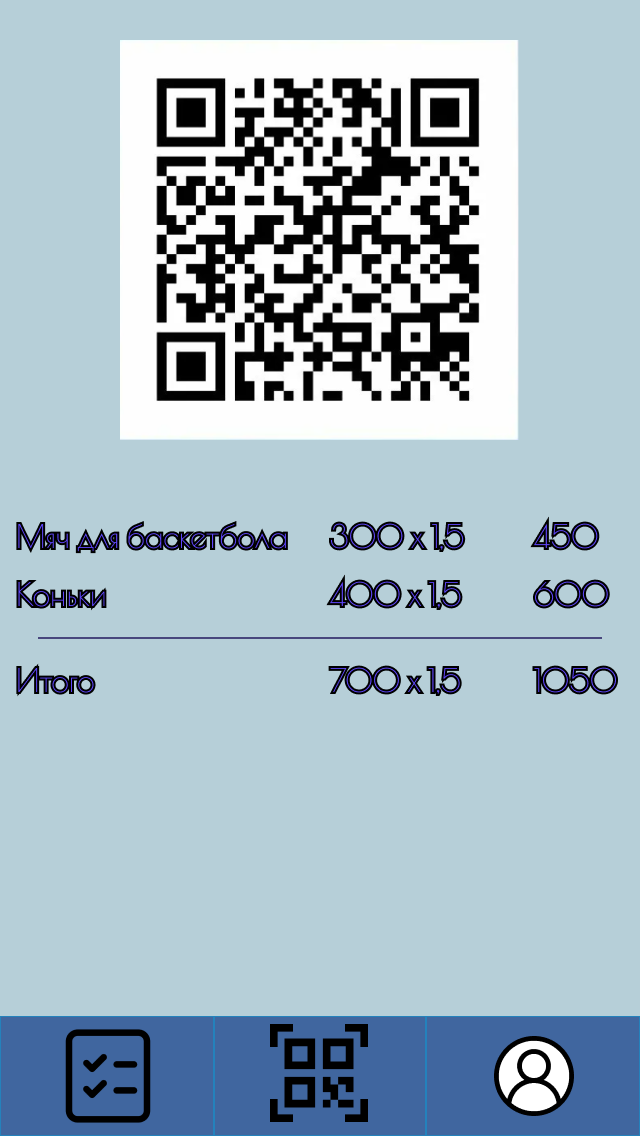 Мяч для баскетбола 300 x 1,5 450
Коньки 400 x 1,5 600
Итого 700 x 1,5 1050